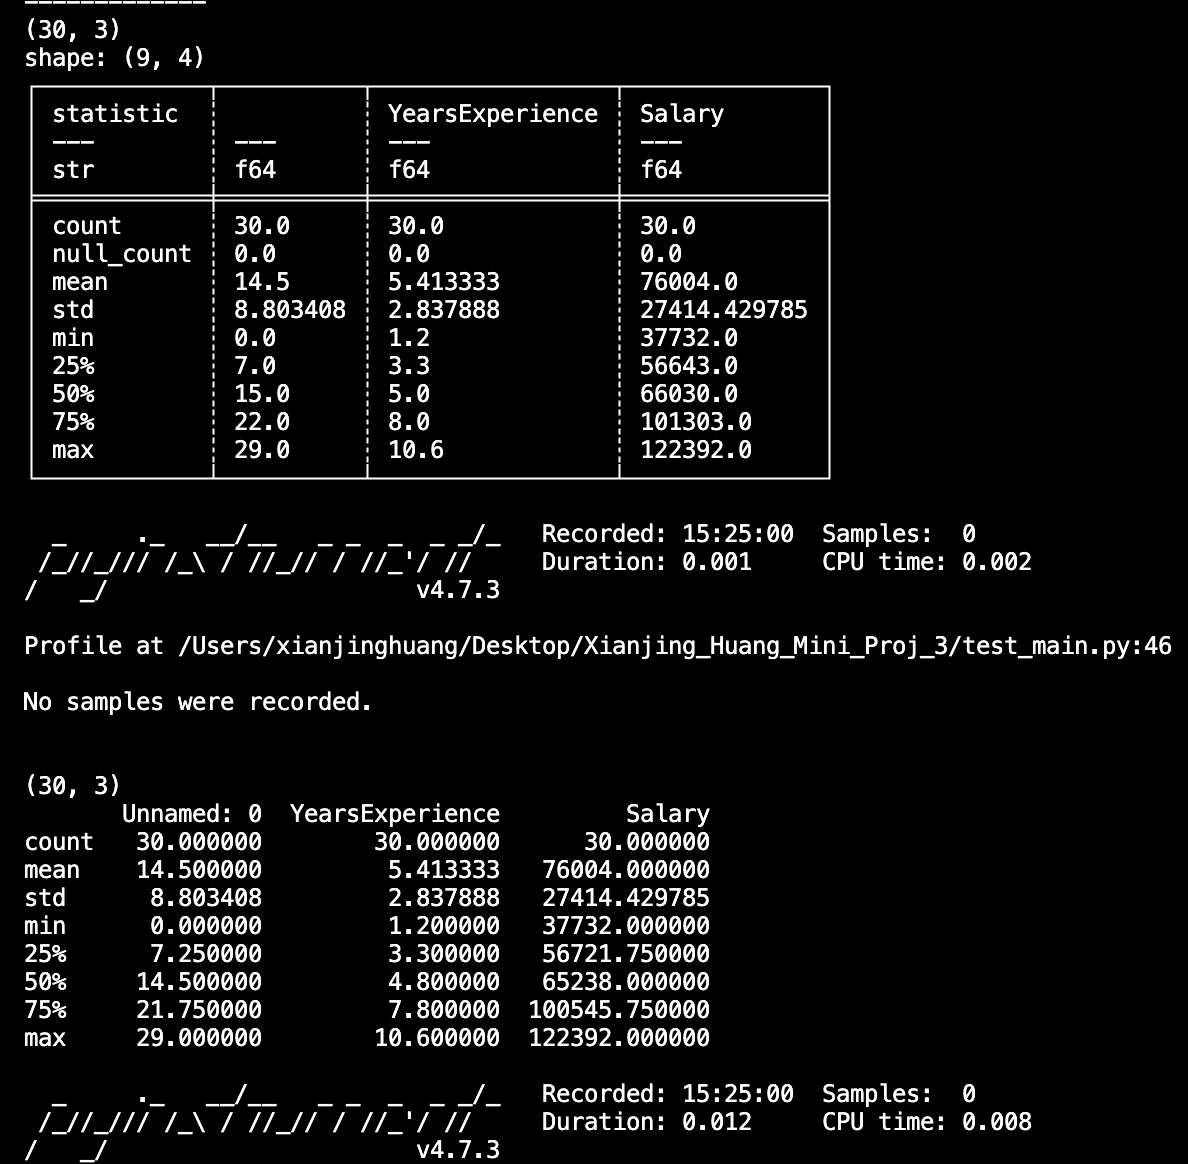 -------------
(30, 3)
shape: (9, 4)
statistic YearsExperience Salary
--- --- --- ---
str f64 f64 f64
count 30.0 30.0 30.0
null_count 0.0 0.0 0.0
mean 14.5 5.413333 76004.0
std 8.803408 2.837888 27414.429785
min 0.0 1.2 37732.0
25% 7.0 3.3 56643.0
50% 15.0 5.0 66030.0
75% 22.0 8.0 101303.0
max 29.0 10.6 122392.0
  _     ._   __/__   _ _  _  _ _/_   Recorded: 15:25:00  Samples:  0
 /_//_/// /_\ / //_// / //_'/ //     Duration: 0.001     CPU time: 0.002
/   _/                      v4.7.3
Profile at /Users/xianjinghuang/Desktop/Xianjing_Huang_Mini_Proj_3/test_main.py:46
No samples were recorded.
(30, 3)
       Unnamed: 0  YearsExperience         Salary
count   30.000000        30.000000      30.000000
mean    14.500000         5.413333   76004.000000
std      8.803408         2.837888   27414.429785
min      0.000000         1.200000   37732.000000
25%      7.250000         3.300000   56721.750000
50%     14.500000         4.800000   65238.000000
75%     21.750000         7.800000  100545.750000
max     29.000000        10.600000  122392.000000
  _     ._   __/__   _ _  _  _ _/_   Recorded: 15:25:00  Samples:  0
 /_//_/// /_\ / //_// / //_'/ //     Duration: 0.012     CPU time: 0.008
/   _/                      v4.7.3